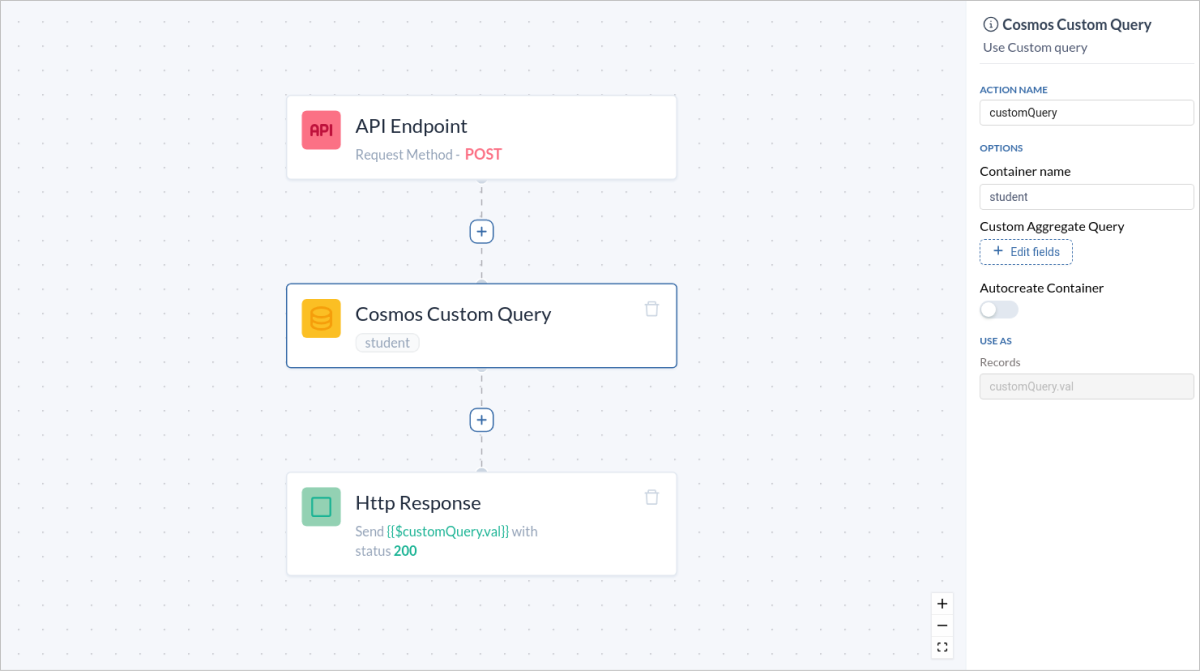 API
API Endpoint
Request Method - POST
Cosmos Custom Query
student
Http Response
Send {{$customQuery.val}} with
status 200
Cosmos Custom Query
Use Custom query
ACTION NAME
customQuery
OPTIONS
Container name
student
Custom Aggregate Query
+ Edit fields
Autocreate Container
USE AS
Records
customQuery.val